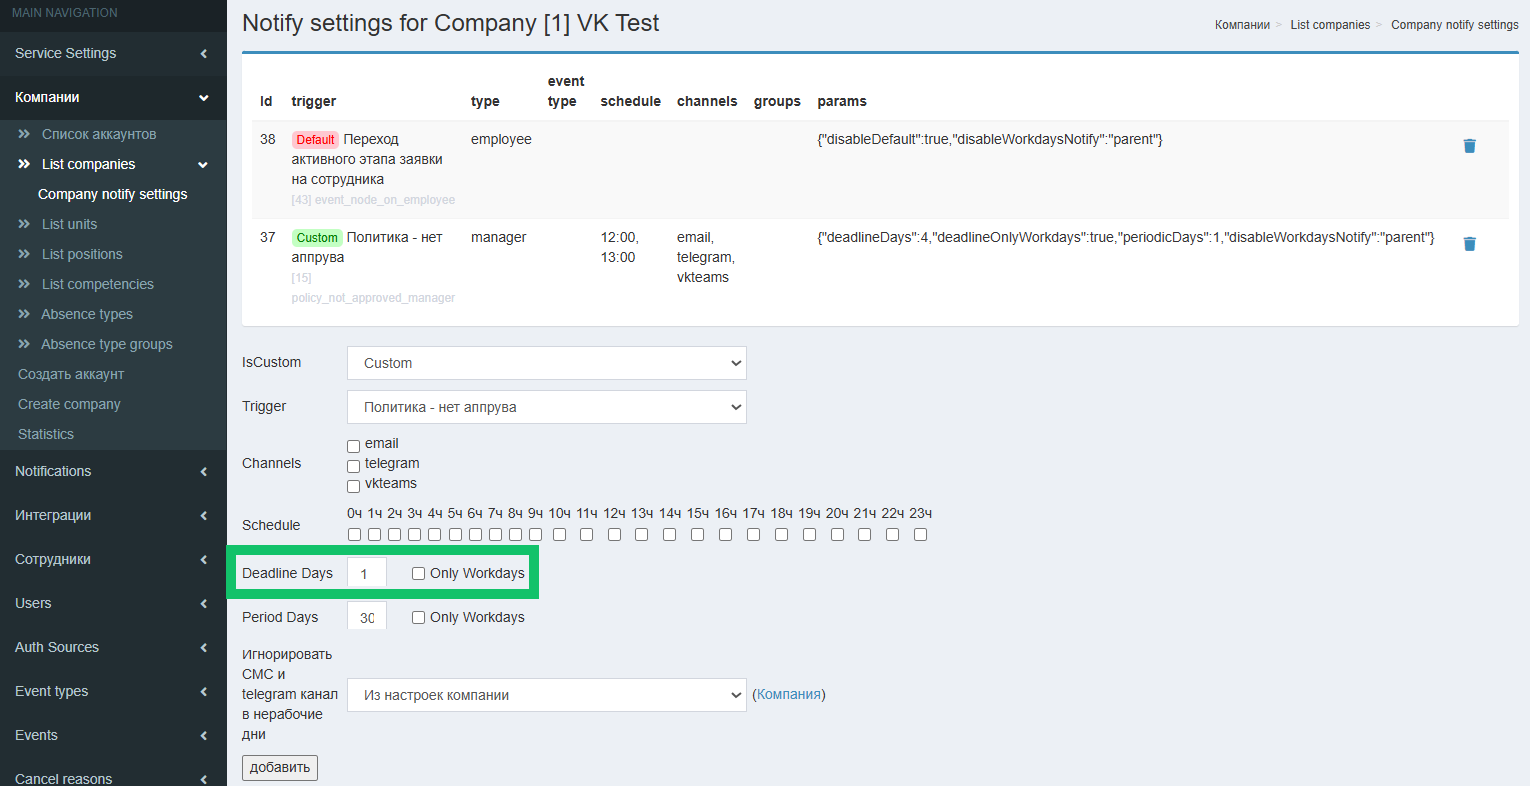 MAIN NAVIGATION
Service Settings
Компании
Список аккаунтов
List companies
Company notify settings
List units
List positions
List competencies
Absence types
Absence type groups
Создать аккаунт
Create company
Statistics
Notifications
Интеграции
Сотрудники
Users
Auth Sources
Event types
Events
Cancel reasons
Notify settings for Company [1] VK Test
Компании > List companies > Company notify settings
Id trigger type event type schedule channels groups params
38 Default Переход employee {"disableDefault":true,"disableWorkdaysNotify":"parent"}
активного этапа заявки
на сотрудника
[43] event_node_on_employee
37 Custom Политика - нет manager 12:00, email, {"deadlineDays":4,"deadlineOnlyWorkdays":true,"periodicDays":1,"disableWorkdaysNotify":"parent"}
аппрува 13:00 telegram,
[15] vkteams
policy_not_approved_manager
IsCustom Custom
Trigger Политика - нет аппрува
Channels
email
telegram
vkteams
Schedule
0ч 1ч 2ч 3ч 4ч 5ч 6ч 7ч 8ч 9ч 10ч 11ч 12ч 13ч 14ч 15ч 16ч 17ч 18ч 19ч 20ч 21ч 22ч 23ч
Deadline Days 1 Only Workdays
Period Days 30 Only Workdays
Игнорировать
СМС и
telegram канал Из настроек компании (Компания)
в нерабочие
дни
добавить